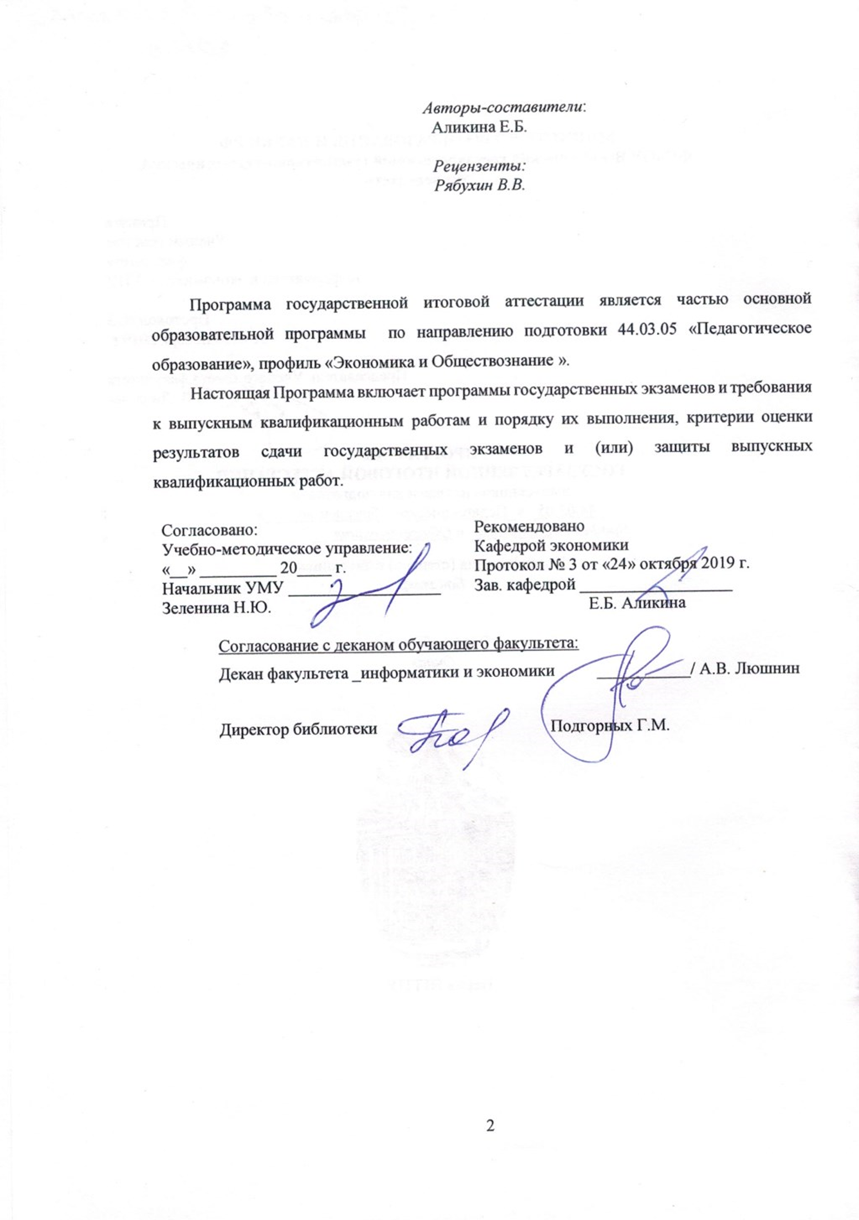 Авторы-составители:
Аликина Е.Б.
Рецензенты:
Рябухин В.В.
Программа государственной итоговой аттестации является частью основной
образовательной программы по направлению подготовки 44.03.05 «Педагогическое
образование», профиль «Экономика и Обществознание ».
Настоящая Программа включает программы государственных экзаменов и требования
к выпускным квалификационным работам и порядку их выполнения, критерии оценки
результатов сдачи государственных экзаменов и (или) защиты выпускных
квалификационных работ.
Согласовано:
Учебно-методическое управление:
«__» _________ 20____ г.
Начальник УМУ __________________
Зеленина Н.Ю.
Рекомендовано
Кафедрой экономики
Протокол № 3 от «24» октября 2019 г.
Зав. кафедрой __________________
Е.Б. Аликина
Согласование с деканом обучающего факультета:
Декан факультета _информатики и экономики ___________/ А.В. Люшнин
Директор библиотеки Подгорных Г.М.
2